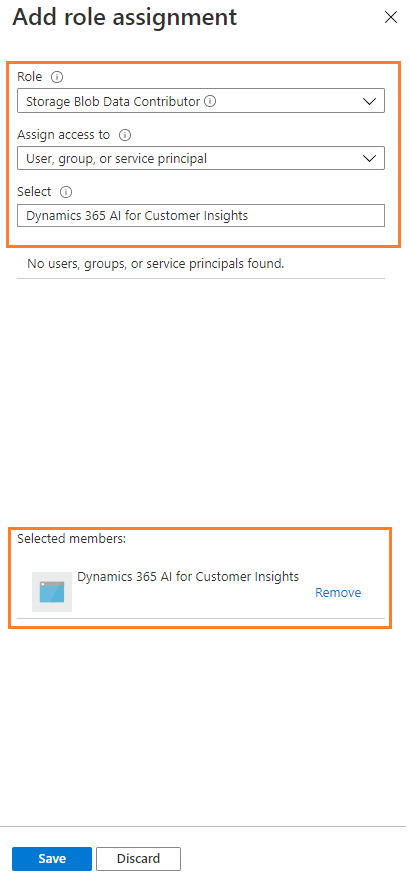 Add role assignment
Role
Storage Blob Data Contributor
Assign access to
User, group, or service principal
Select
Dynamics 365 AI for Customer Insights
No users, groups, or service principals found.
Selected members:
Dynamics 365 AI for Customer Insights
Remove
Save
Discard